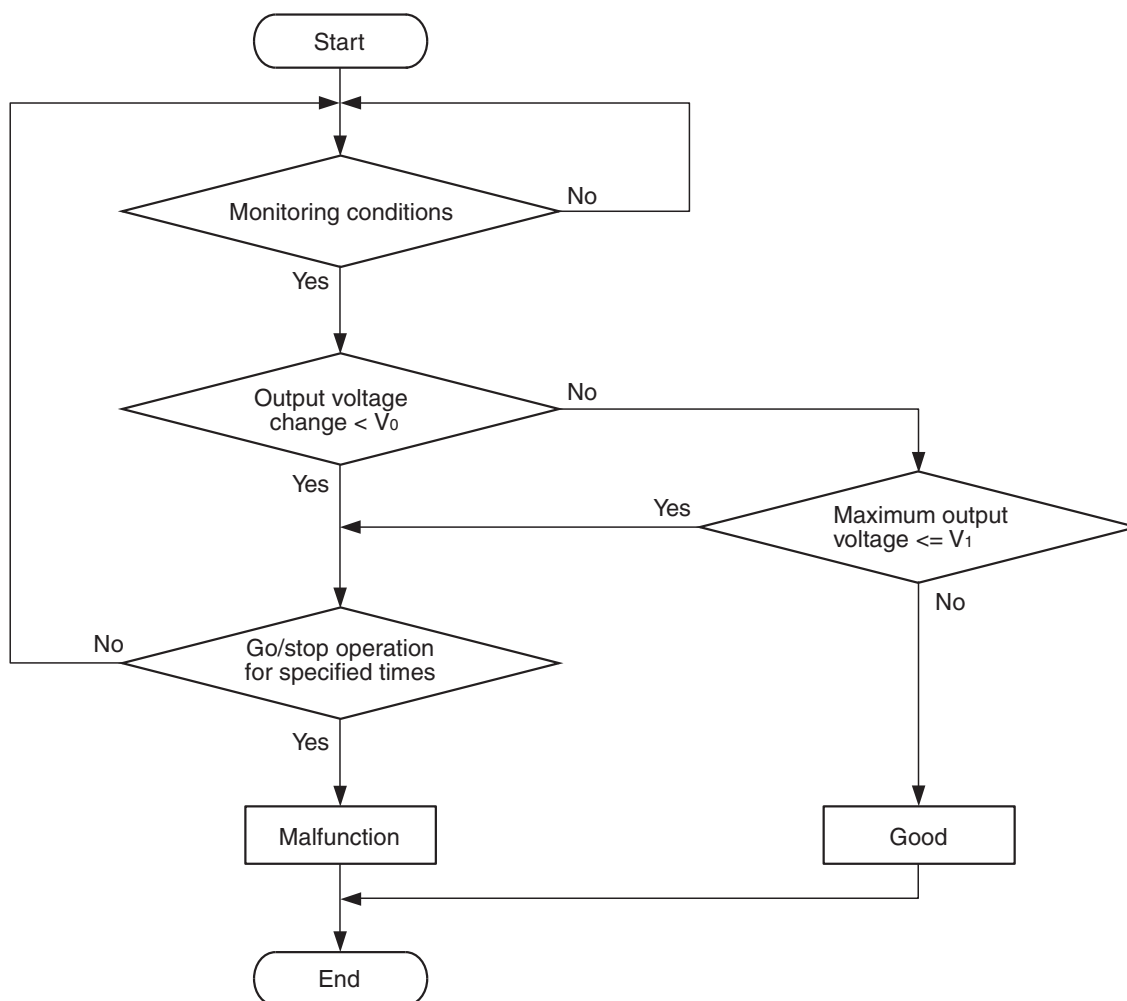 Start
Monitoring conditions
No
Yes
Output voltage
change < V₀
No
Yes
Yes
Maximum output
voltage <= V₁
No
No
Go/stop operation
for specified times
Yes
Malfunction
Good
End